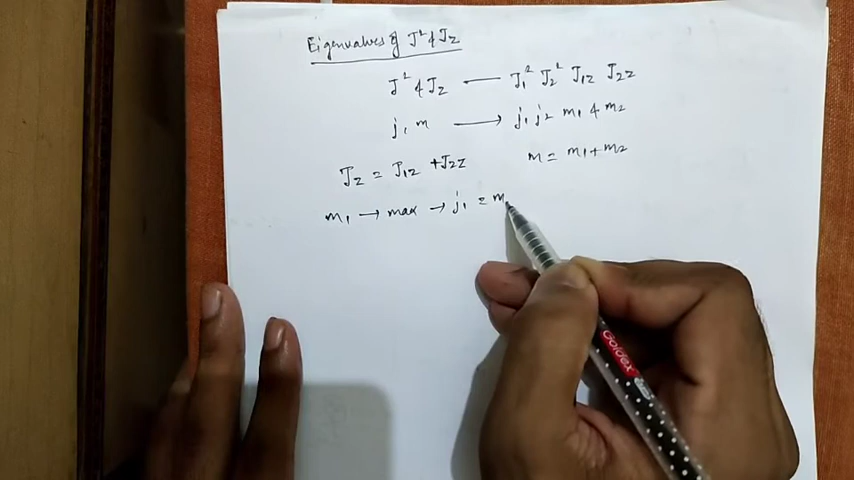 Eigenvalues of J² & Jz
J² & Jz — J₁² J₂² J₁z J₂z
j, m → j₁ j₂ m₁ & m₂
Jz = J₁z + J₂z m = m₁ + m₂
m₁ → max → j₁ = m
Goldex